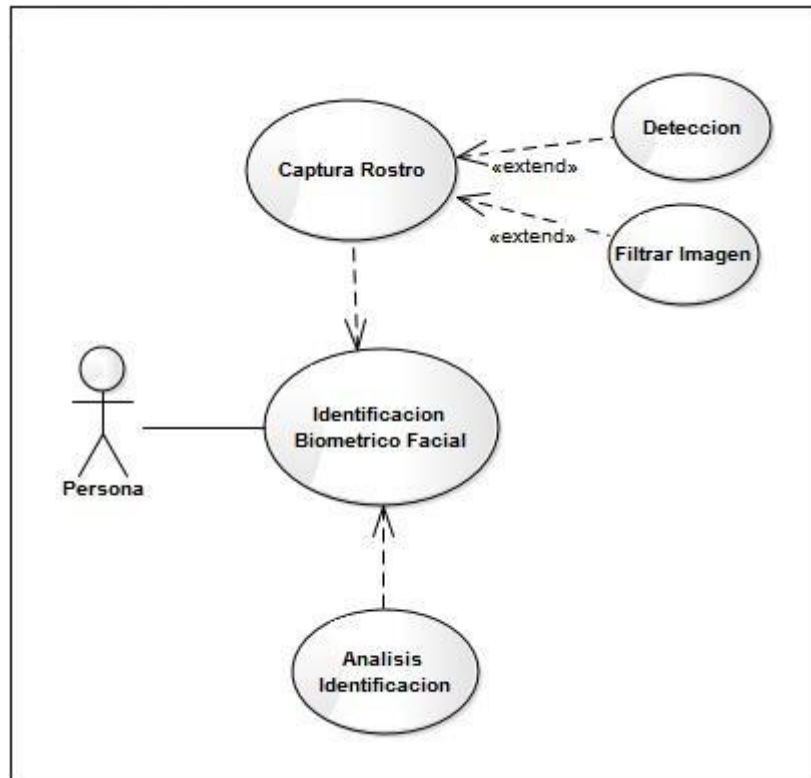 Deteccion
Captura Rostro
«extend»
«extend»
Filtrar Imagen
Identificacion
Biometrico Facial
Persona
Analisis
Identificacion